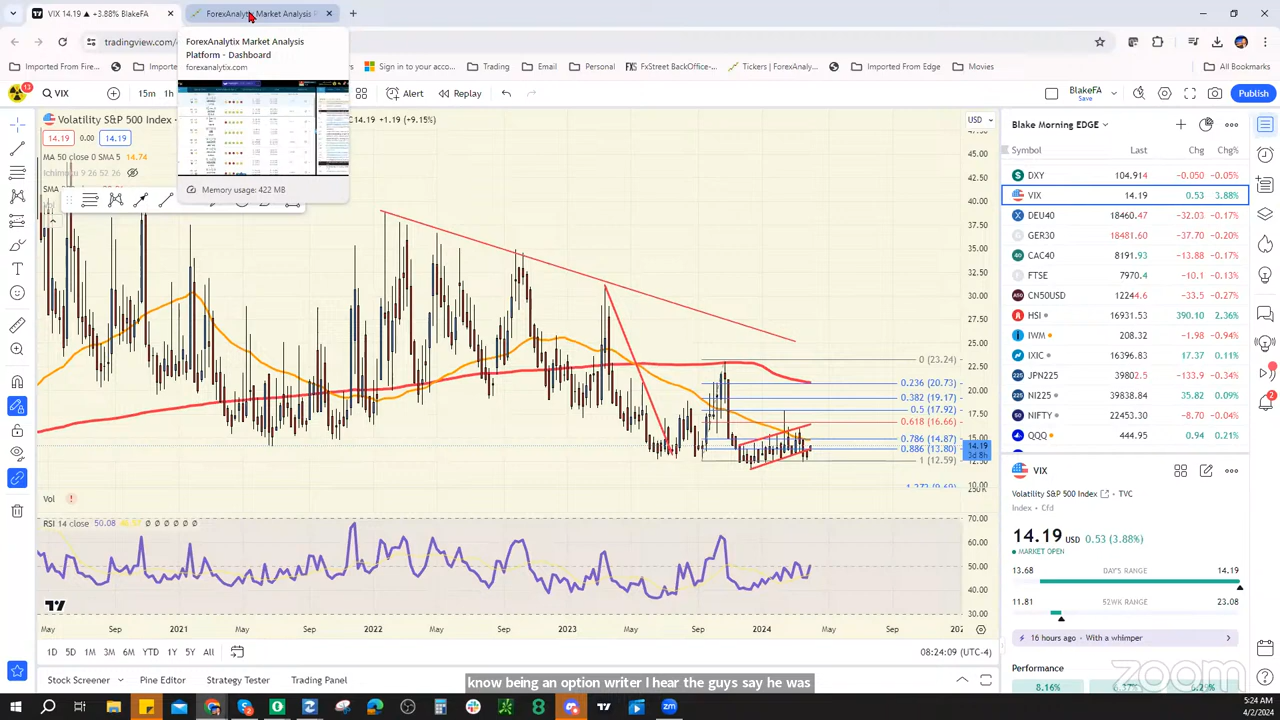 VIX 14.19 ▲ +3.88% BlakeFA
ForexAnalytix Market Analysis P
tradingview.com
ForexAnalytix Market Analysis
Platform - Dashboard
forexanalytix.com
Memory usage: 422 MB
Imported From Firef...
Sign in to your acco...
Trading
Email
Personal
Movies
All Bookmarks
13
15m
1h
Replay
BlakeFA
Save
Publish
Volatility S&P 500 Index
C14.19 +1.19 (+9.15%)
0.00
14.19
MA 50 close 0 SMA 5 14.72
9 26 52 26
SMA
USD
45.00
42.50
40.00
37.50
35.00
32.50
30.00
27.50
25.00
22.50
20.00
17.50
15.00
14.19
3d 8h
12.50
10.00
0 (23.24)
0.236 (20.73)
0.382 (19.17)
0.5 (17.92)
0.618 (16.66)
0.786 (14.87)
0.886 (13.80)
1 (12.59)
Vol
RSI 14 close 50.08
70.00
60.00
50.00
40.00
30.00
May
Sep
2021
May
Sep
2022
May
Sep
2023
May
Sep
2024
May
Sep
1D 5D 1M 3M 6M YTD 1Y 5Y All
08:24:09 (UTC-4)
Stock Screener
Pine Editor
Strategy Tester
Trading Panel
Last
Chg
Chg%
DXY 104.914 -0.050 -0.05%
VIX 14.19 0.53 3.88%
DEU40 18460.47 -32.03 -0.17%
GER30 18481.60 -37.70 -0.20%
CAC40 8191.93 -13.88 -0.17%
FTSE 7970.4 -10.1 -0.13%
CN50USD 12244.6 -33.5 -0.27%
HSI 16931.53 390.10 2.36%
IWM 208.32 -1.98 -0.94%
IXIC 16396.83 17.37 0.11%
JPN225 39802.5 -133.9 -0.34%
NI225 39838.84 35.82 0.09%
NIFTY 22453.30 -8.70 -0.04%
QQQ 444.95 0.94 0.21%
VIX
Volatility S&P 500 Index
TVC
Index
Cfd
14.19 USD 0.53 (3.88%)
MARKET OPEN
13.68 DAY'S RANGE 14.19
11.81 52WK RANGE 23.08
16 hours ago
With a whimper
Performance
8.16%
zoom
know being an option writer I hear the guys say he was
5:24 AM
4/2/2024